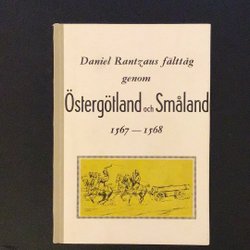 Daniel Rantzaus fälttåg
genom
Östergötland och Småland
1567—1568